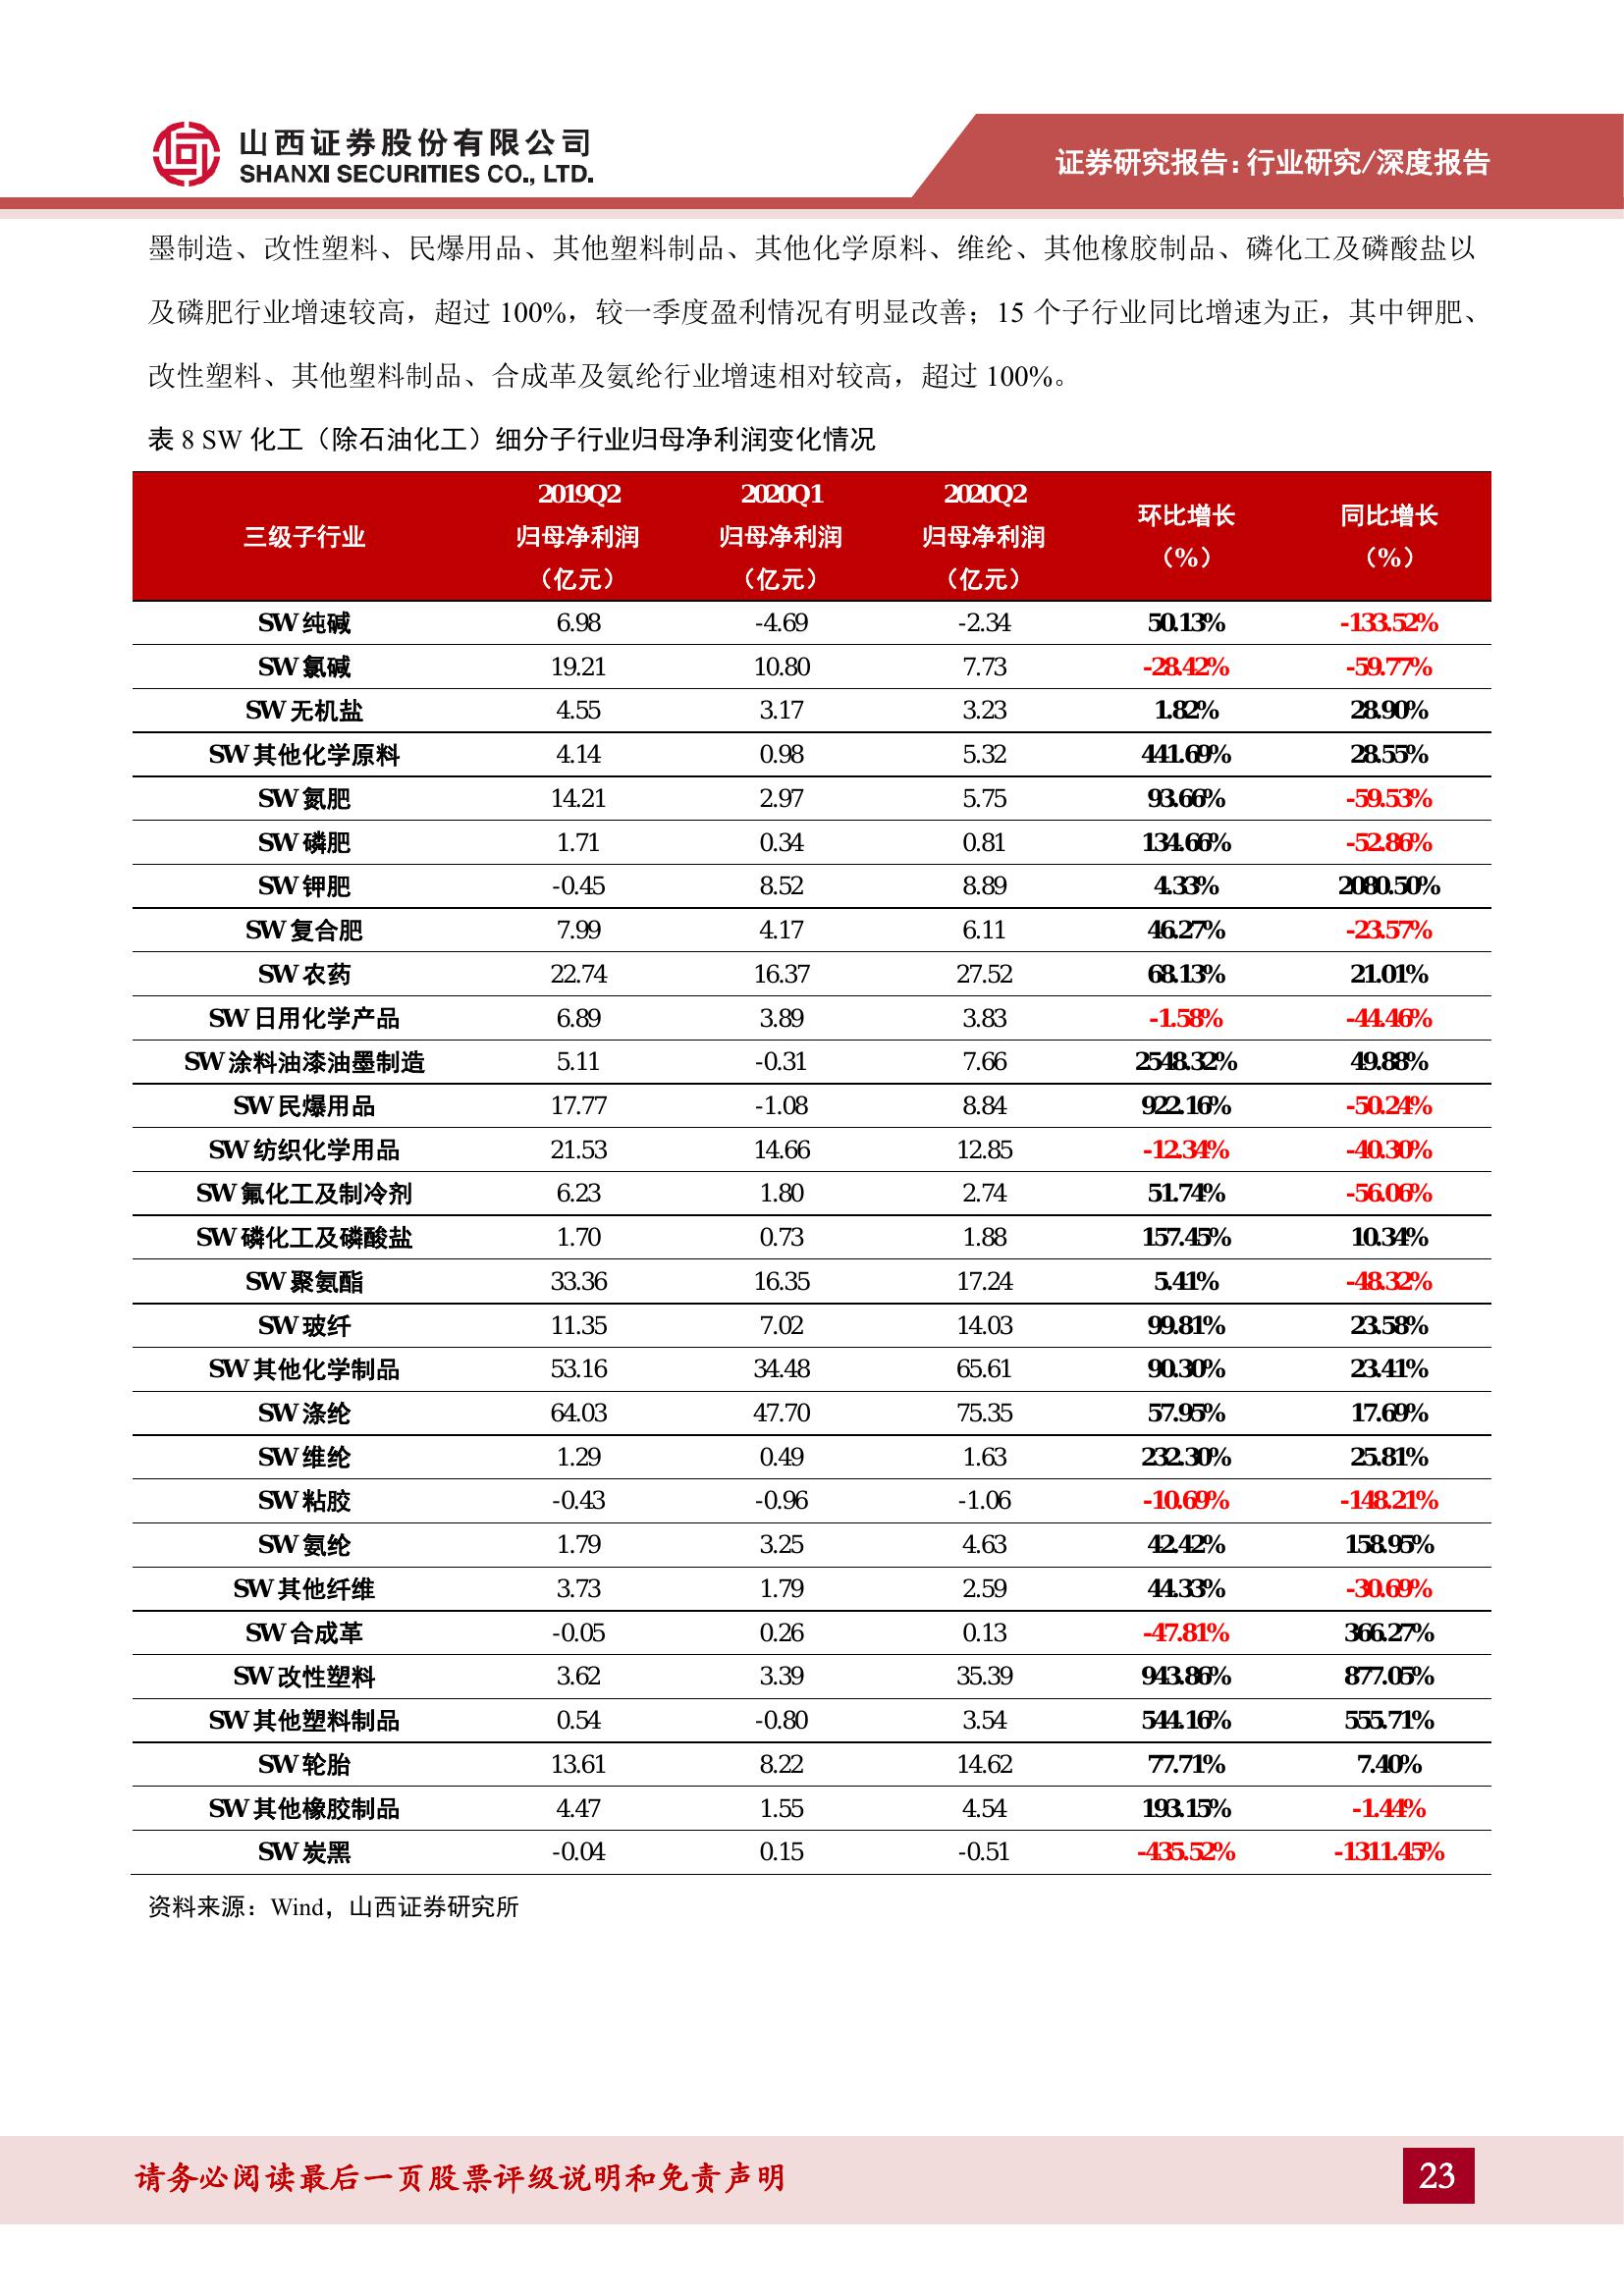 山西证券股份有限公司
SHANXI SECURITIES CO., LTD.
证券研究报告：行业研究/深度报告
墨制造、改性塑料、民爆用品、其他塑料制品、其他化学原料、维纶、其他橡胶制品、磷化工及磷酸盐以
及磷肥行业增速较高，超过 100%，较一季度盈利情况有明显改善；15 个子行业同比增速为正，其中钾肥、
改性塑料、其他塑料制品、合成革及氨纶行业增速相对较高，超过 100%。
表 8 SW 化工（除石油化工）细分子行业归母净利润变化情况
三级子行业 2019Q2 归母净利润（亿元） 2020Q1 归母净利润（亿元） 2020Q2 归母净利润（亿元） 环比增长（%） 同比增长（%）
SW 纯碱 6.98 -4.69 -2.34 50.13% -133.52%
SW 氯碱 19.21 10.80 7.73 -28.42% -59.77%
SW 无机盐 4.55 3.17 3.23 1.82% 28.90%
SW 其他化学原料 4.14 0.98 5.32 441.69% 28.55%
SW 氮肥 14.21 2.97 5.75 93.66% -59.53%
SW 磷肥 1.71 0.34 0.81 134.66% -52.86%
SW 钾肥 -0.45 8.52 8.89 4.33% 2080.50%
SW 复合肥 7.99 4.17 6.11 46.27% -23.57%
SW 农药 22.74 16.37 27.52 68.13% 21.01%
SW 日用化学产品 6.89 3.89 3.83 -1.58% -44.46%
SW 涂料油漆油墨制造 5.11 -0.31 7.66 2548.32% 49.88%
SW 民爆用品 17.77 -1.08 8.84 922.16% -50.24%
SW 纺织化学用品 21.53 14.66 12.85 -12.34% -40.30%
SW 氟化工及制冷剂 6.23 1.80 2.74 51.74% -56.06%
SW 磷化工及磷酸盐 1.70 0.73 1.88 157.45% 10.34%
SW 聚氨酯 33.36 16.35 17.24 5.41% -48.32%
SW 玻纤 11.35 7.02 14.03 99.81% 23.58%
SW 其他化学制品 53.16 34.48 65.61 90.30% 23.41%
SW 涤纶 64.03 47.70 75.35 57.95% 17.69%
SW 维纶 1.29 0.49 1.63 232.30% 25.81%
SW 粘胶 -0.43 -0.96 -1.06 -10.69% -148.21%
SW 氨纶 1.79 3.25 4.63 42.42% 158.95%
SW 其他纤维 3.73 1.79 2.59 44.33% -30.69%
SW 合成革 -0.05 0.26 0.13 -47.81% 366.27%
SW 改性塑料 3.62 3.39 35.39 943.86% 877.05%
SW 其他塑料制品 0.54 -0.80 3.54 544.16% 555.71%
SW 轮胎 13.61 8.22 14.62 77.71% 7.40%
SW 其他橡胶制品 4.47 1.55 4.54 193.15% -1.44%
SW 炭黑 -0.04 0.15 -0.51 -435.52% -1311.45%
资料来源：Wind，山西证券研究所
请务必阅读最后一页股票评级说明和免责声明
23